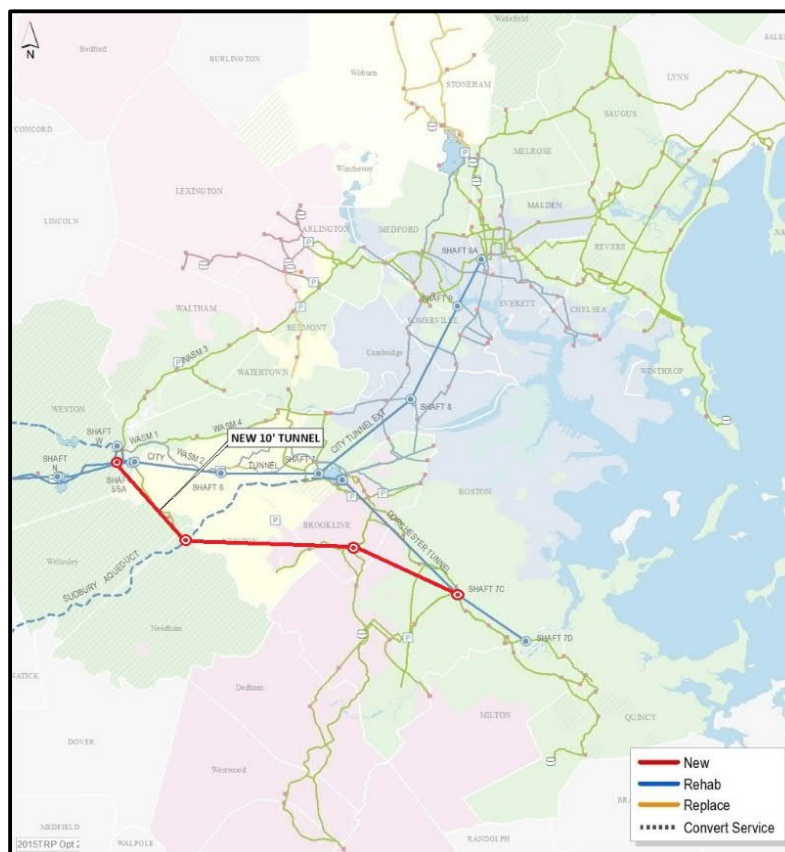 N
Bedford
BURLINGTON
Woburn
STONEHAM
Wakefield
LYNN
SAUGUS
CONCORD
LEXINGTON
Winchester
MELROSE
LINCOLN
ARLINGTON
MEDFORD
MALDEN
REVERE
SHAFT 9A
WALTHAM
BELMONT
SHAFT 9
SOMERVILLE
EVERETT
CHELSEA
WASM 3
Cambridge
WINTHROP
WATERTOWN
WESTON
SHAFT 8
SHAFT
W
WASM 1
WASM 4
NEW 10' TUNNEL
CITY TUNNEL EXT
SHAFT
N
CITY
WASM 2
TUNNEL
SHAFT 7
SHAFT 6
5/5A
BOSTON
BROOKLINE
DORCHESTER TUNNEL
Wellesley
SUDBURY AQUEDUCT
SHAFT 7C
Needham
SHAFT 7D
P
NATICK
Dedham
QUINCY
MILTON
DOVER
Westwood
MEDFIELD
WALPOLE
RANDOLPH
New
Rehab
Replace
Convert Service